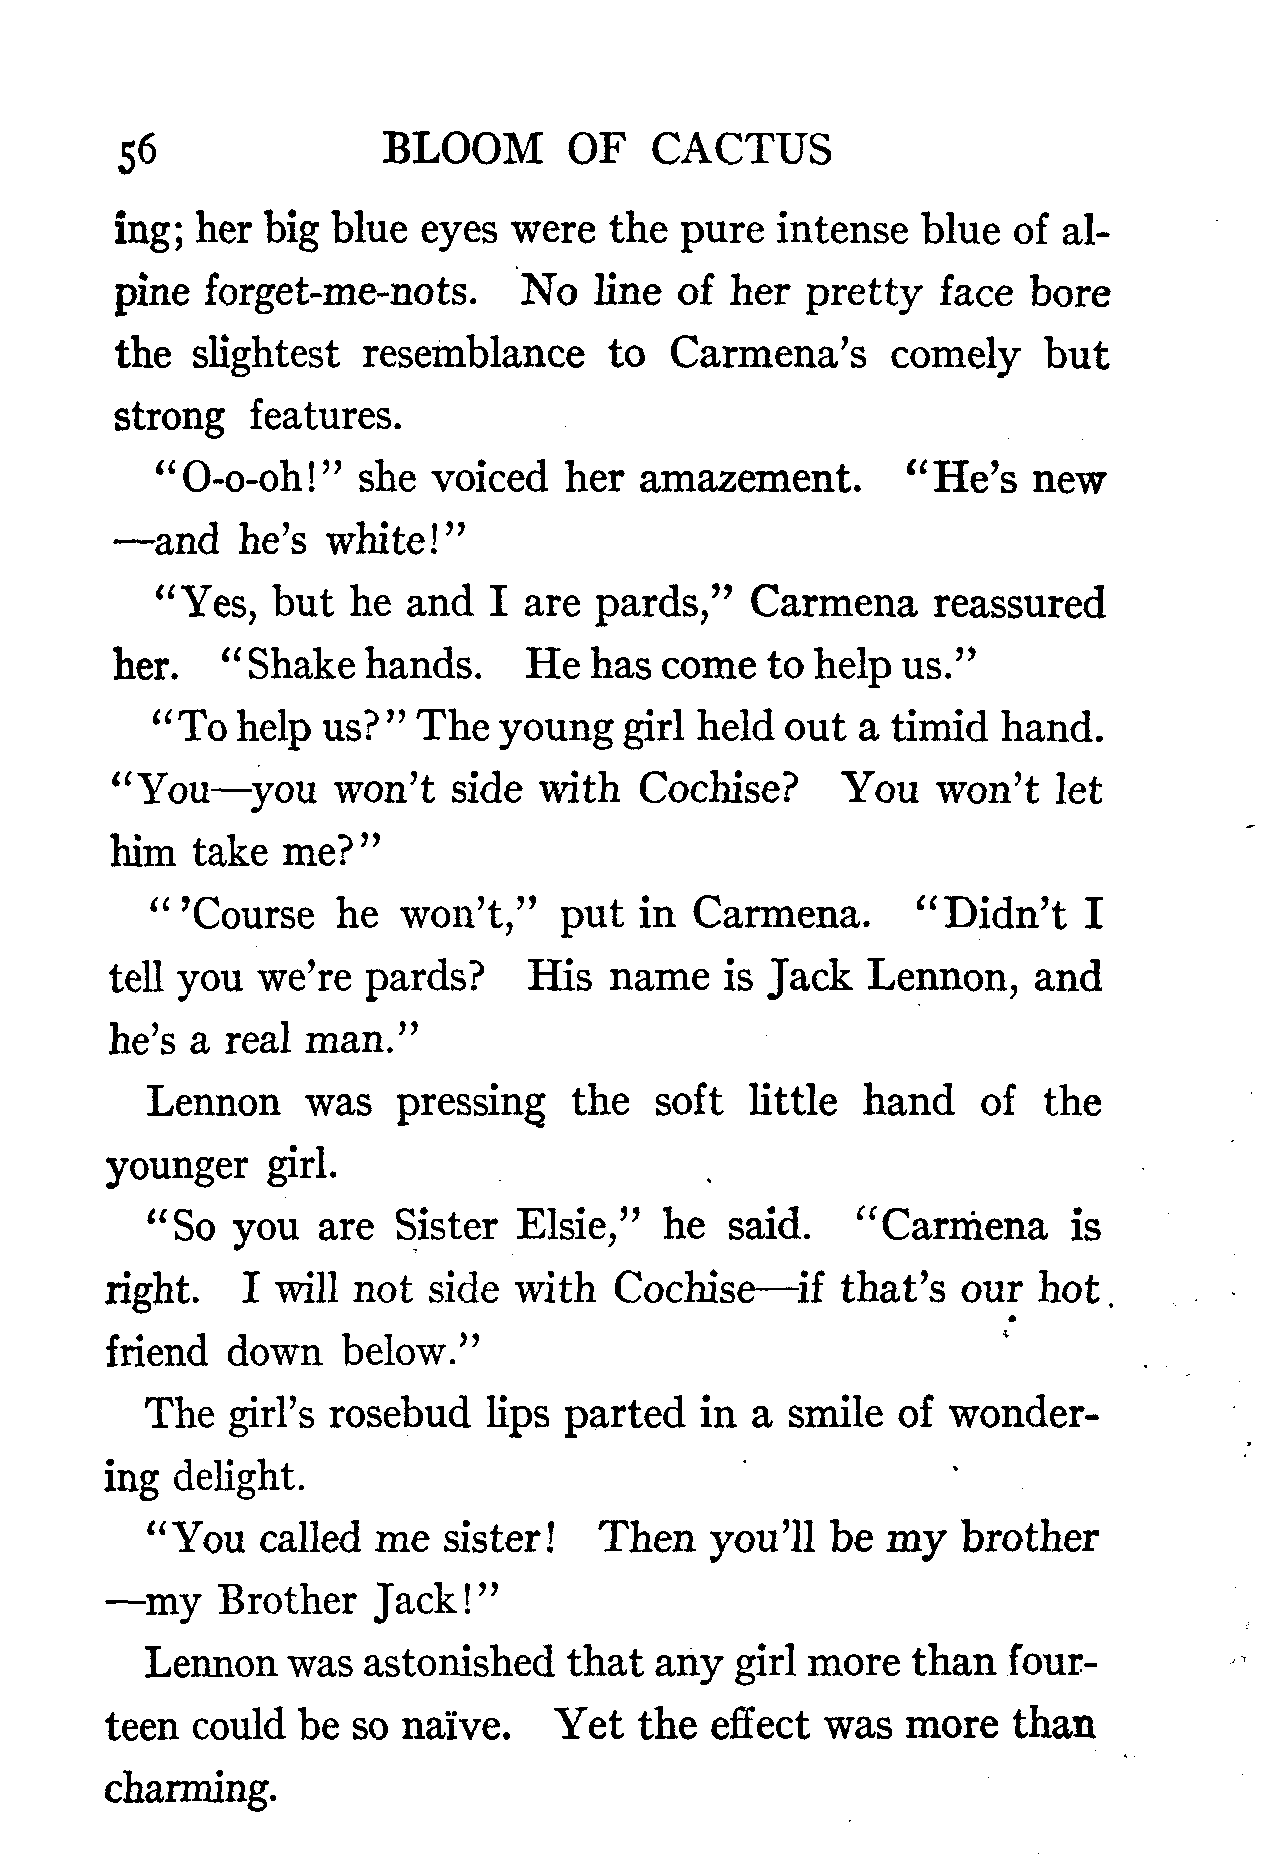 56 BLOOM OF CACTUS
ing; her big blue eyes were the pure intense blue of al-
pine forget-me-nots. No line of her pretty face bore
the slightest resemblance to Carmena's comely but
strong features.
"O-o-oh!" she voiced her amazement. "He's new
—and he's white!"
"Yes, but he and I are pards," Carmena reassured
her. "Shake hands. He has come to help us."
"To help us?" The young girl held out a timid hand.
"You—you won't side with Cochise? You won't let
him take me?"
"'Course he won't," put in Carmena. "Didn't I
tell you we're pards? His name is Jack Lennon, and
he's a real man."
Lennon was pressing the soft little hand of the
younger girl.
"So you are Sister Elsie," he said. "Carmena is
right. I will not side with Cochise—if that's our hot
friend down below."
The girl's rosebud lips parted in a smile of wonder-
ing delight.
"You called me sister! Then you'll be my brother
—my Brother Jack!"
Lennon was astonished that any girl more than four-
teen could be so naïve. Yet the effect was more than
charming.